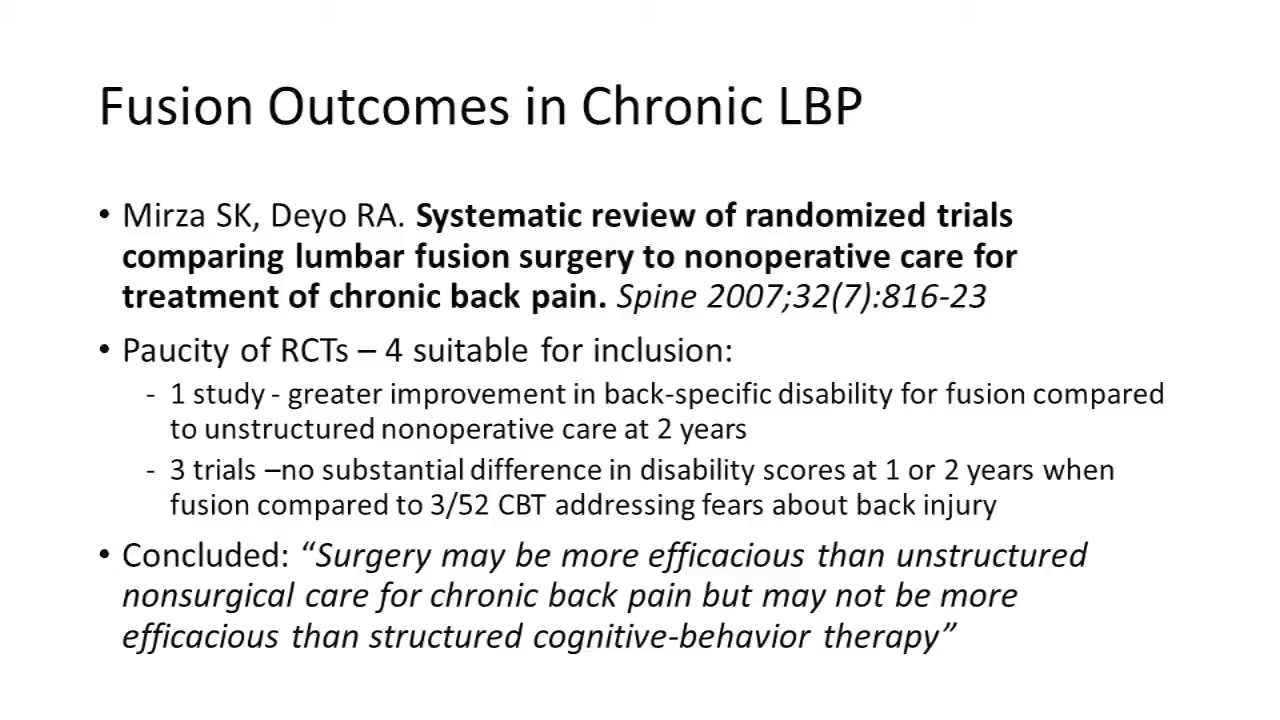 Fusion Outcomes in Chronic LBP
• Mirza SK, Deyo RA. Systematic review of randomized trials
comparing lumbar fusion surgery to nonoperative care for
treatment of chronic back pain. Spine 2007;32(7):816-23
• Paucity of RCTs – 4 suitable for inclusion:
- 1 study - greater improvement in back-specific disability for fusion compared
to unstructured nonoperative care at 2 years
- 3 trials –no substantial difference in disability scores at 1 or 2 years when
fusion compared to 3/52 CBT addressing fears about back injury
• Concluded: “Surgery may be more efficacious than unstructured
nonsurgical care for chronic back pain but may not be more
efficacious than structured cognitive-behavior therapy”